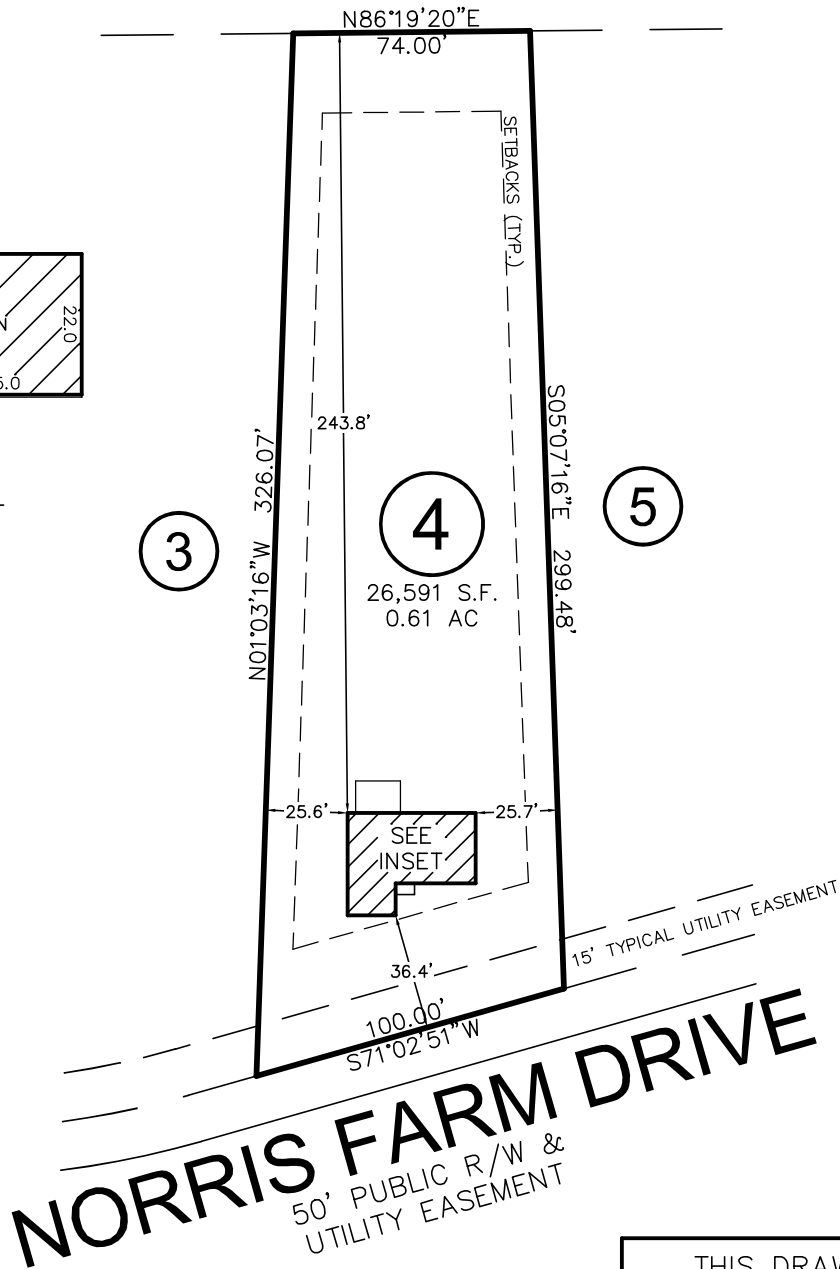 N86°19'20"E
74.00'
SETBACKS (TYP.)
22.0
243.8'
N01°03'16"W 326.07'
S05°07'16"E 299.48'
3
4
5
26,591 S.F.
0.61 AC
25.6'
25.7'
SEE
INSET
36.4'
15' TYPICAL UTILITY EASEMENT
100.00'
S71°02'51"W
NORRIS FARM DRIVE
50' PUBLIC R/W &
UTILITY EASEMENT